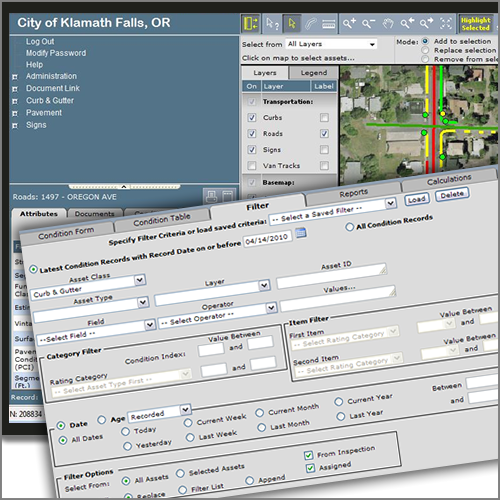 City of Klamath Falls, OR
Log Out
Modify Password
Help
Administration
Document Link
Curb & Gutter
Pavement
Signs
Select from All Layers
Click on map to select assets...
Highlight Selected
Mode: Add to selection
Replace selection
Remove from sele
Layers Legend
On Layer Label
Transportation:
Curbs
Roads
Signs
Van Tracks
Basemap:
Roads: 1497 - OREGON AVE
Attributes Documents
Vinta
Surfa
Pavem
Condit
(PCI)
Segme
(Ft.)
Record:
N: 208834
Condition Form Condition Table Filter Reports Calculations
Specify Filter Criteria or load saved criteria: -- Select a Saved Filter -- Load Delete
Latest Condition Records with Record Date on or before 04/14/2010 All Condition Records
Asset Class
Curb & Gutter
Asset Type Layer Asset ID
Field Operator Values...
--Select Field -- -- Select Operator --
Category Filter
Condition Index: Value Between
and
Rating Category
-- Select Asset Type First -- and
Item Filter
First Item Value Between
-- Select Rating Category and
Second Item Value Between
-- Select Rating Category and
Date Age Recorded
All Dates Today Current Week Current Month Current Year Between
Yesterday Last Week Last Month Last Year and
Filter Options
Select From: All Assets Selected Assets From Inspection
Replace Filter List Append Assigned